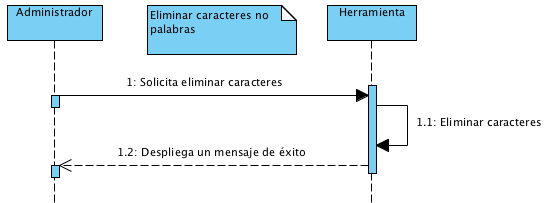 Administrador
Eliminar caracteres no
palabras
Herramienta
1: Solicita eliminar caracteres
1.1: Eliminar caracteres
1.2: Despliega un mensaje de éxito